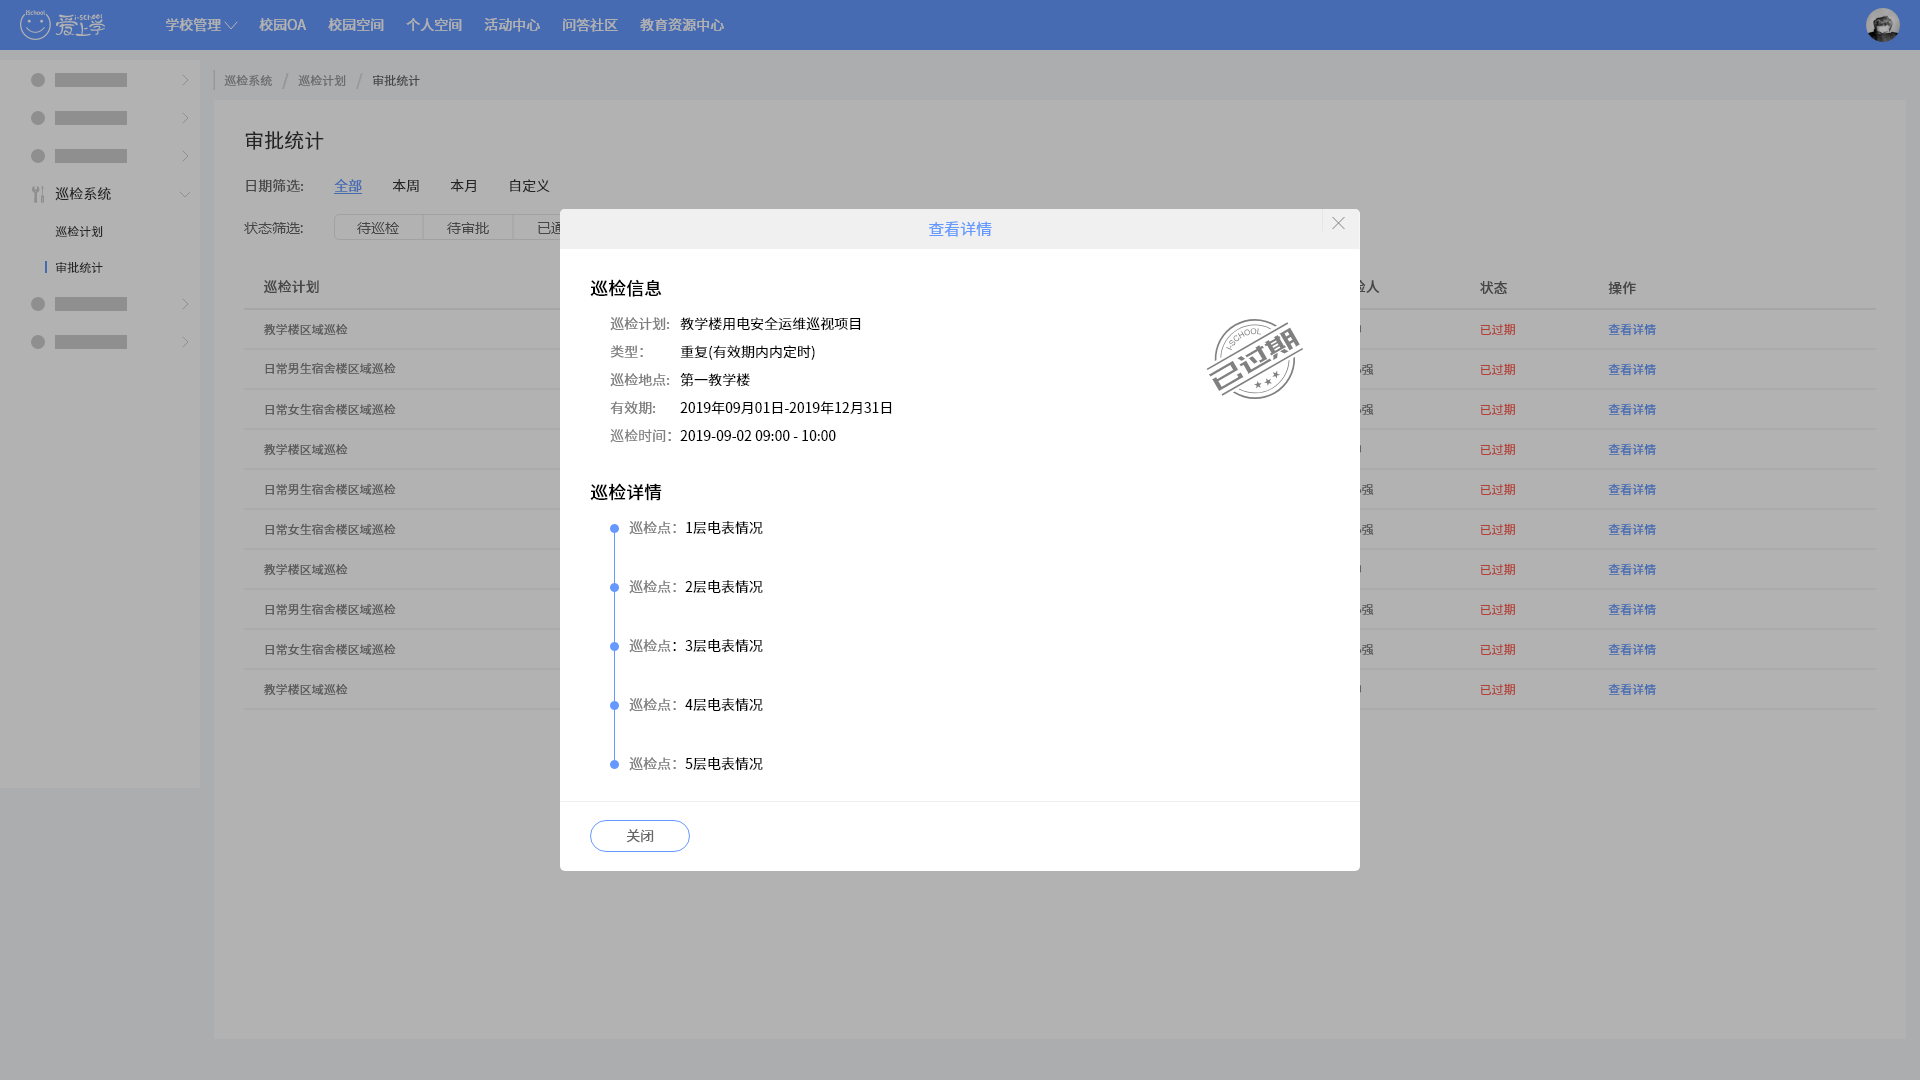 ISchool
I-SCHOOL
爱上学
学校管理 校园OA 校园空间 个人空间 活动中心 问答社区 教育资源中心
巡检系统 / 巡检计划 / 审批统计
巡检系统
巡检计划
审批统计
审批统计
日期筛选: 全部 本周 本月 自定义
状态筛选: 待巡检 待审批 已通
巡检计划 检人 状态 操作
教学楼区域巡检 已过期 查看详情
日常男生宿舍楼区域巡检 强 已过期 查看详情
日常女生宿舍楼区域巡检 强 已过期 查看详情
教学楼区域巡检 已过期 查看详情
日常男生宿舍楼区域巡检 强 已过期 查看详情
日常女生宿舍楼区域巡检 强 已过期 查看详情
教学楼区域巡检 已过期 查看详情
日常男生宿舍楼区域巡检 强 已过期 查看详情
日常女生宿舍楼区域巡检 强 已过期 查看详情
教学楼区域巡检 已过期 查看详情
查看详情
巡检信息
巡检计划: 教学楼用电安全运维巡视项目
类型: 重复(有效期内内定时)
巡检地点: 第一教学楼
有效期: 2019年09月01日-2019年12月31日
巡检时间: 2019-09-02 09:00 - 10:00
I-SCHOOL
已过期
巡检详情
巡检点: 1层电表情况
巡检点: 2层电表情况
巡检点: 3层电表情况
巡检点: 4层电表情况
巡检点: 5层电表情况
关闭